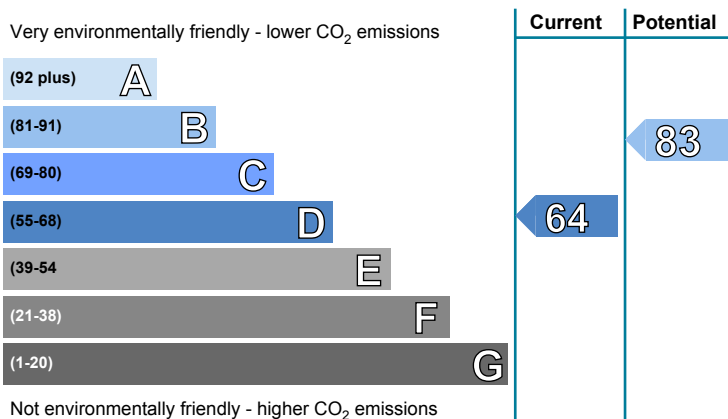 Current Potential
Very environmentally friendly - lower CO2 emissions
(92 plus) A
(81-91) B
83
(69-80) C
(55-68) D
64
(39-54 E
(21-38) F
(1-20) G
Not environmentally friendly - higher CO2 emissions